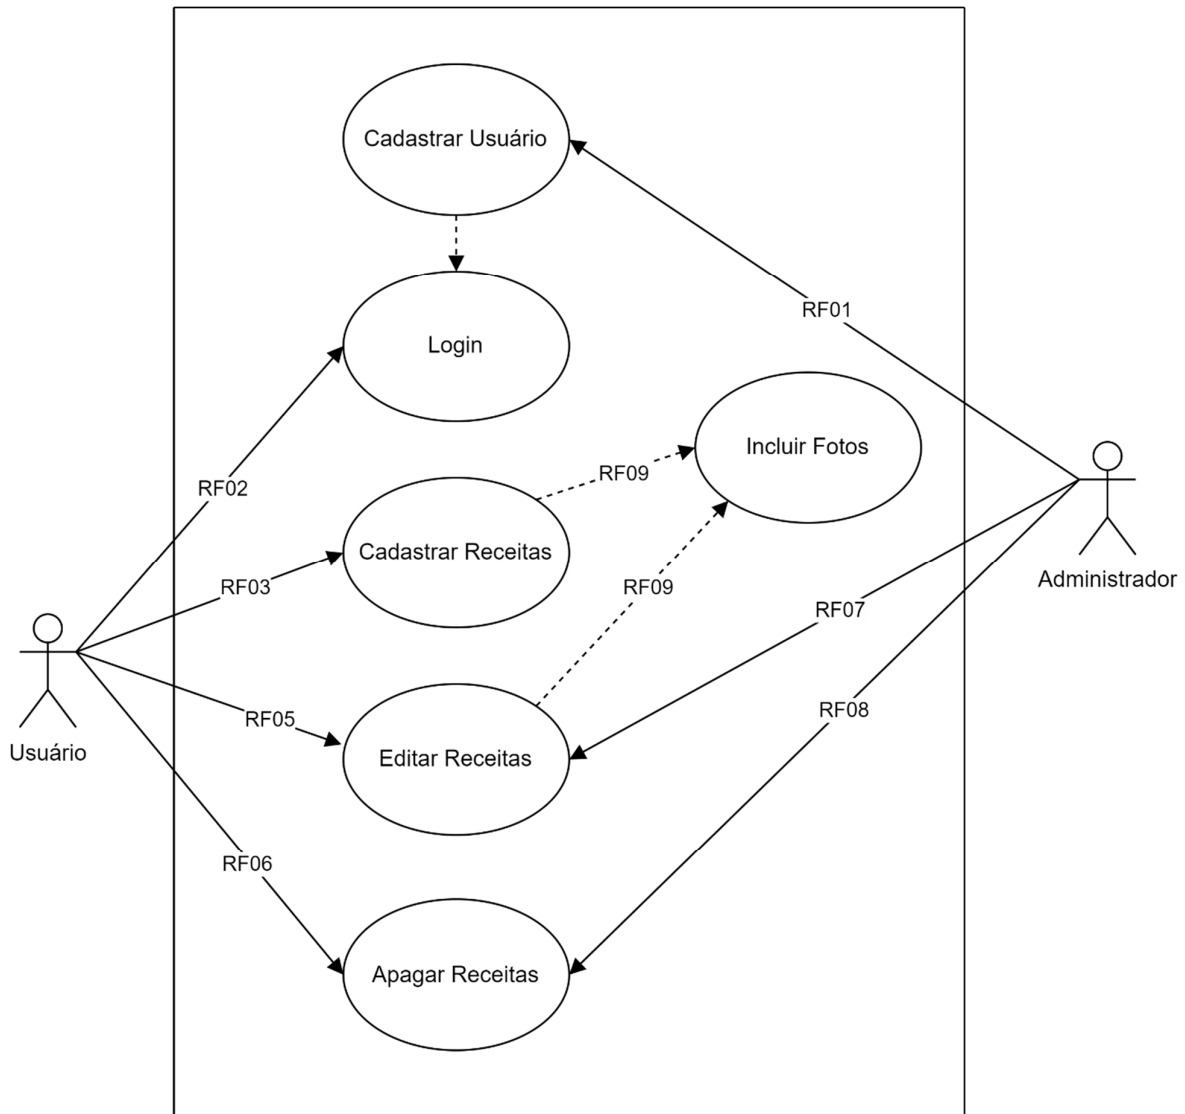 Cadastrar Usuário
RF01
Login
Incluir Fotos
RF09
RF02
Cadastrar Receitas
Administrador
RF03
RF09
RF07
RF05
RF08
Usuário
Editar Receitas
RF06
Apagar Receitas